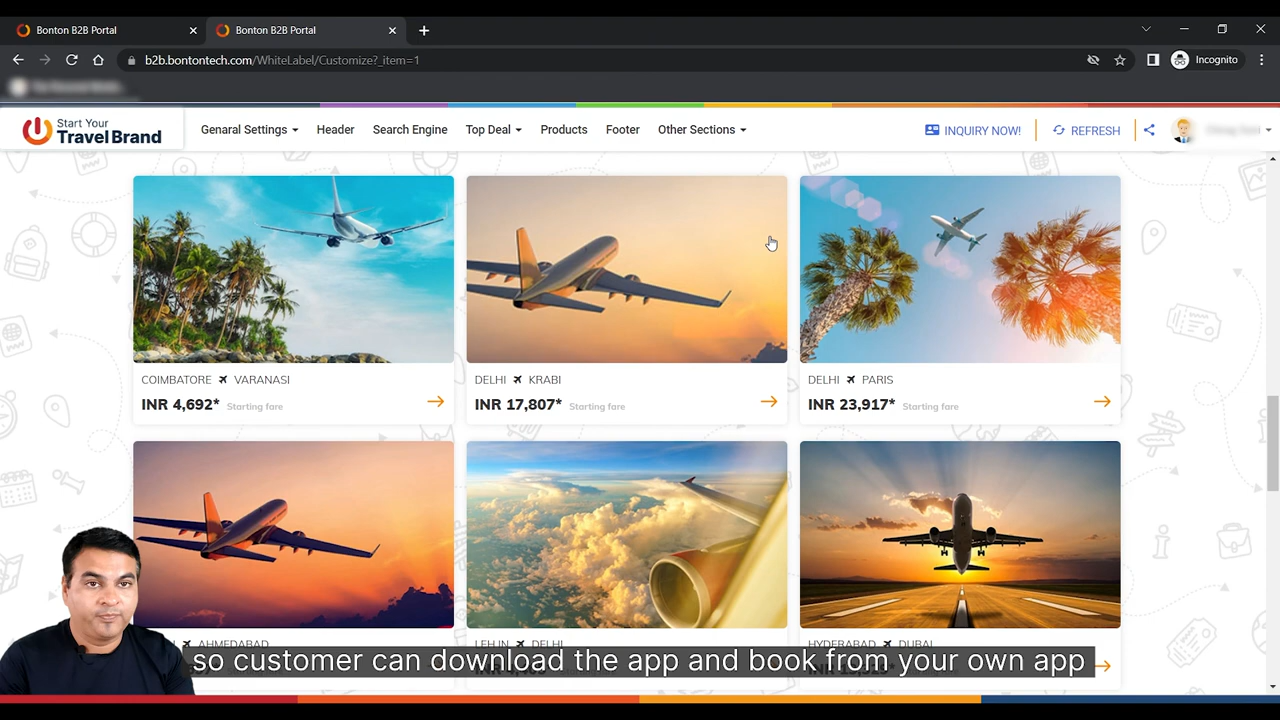 Bonton B2B Portal
Bonton B2B Portal
b2b.bontontech.com/WhiteLabel/Customize?_item=1
Incognito
Start Your
Travel Brand
Genaral Settings
Header
Search Engine
Top Deal
Products
Footer
Other Sections
INQUIRY NOW!
REFRESH
COIMBATORE VARANASI
INR 4,692* Starting fare
DELHI KRABI
INR 17,807* Starting fare
DELHI PARIS
INR 23,917* Starting fare
AHMEDABAD
LEH IN DELHI
HYDERABAD DUBAI
so customer can download the app and book from your own app